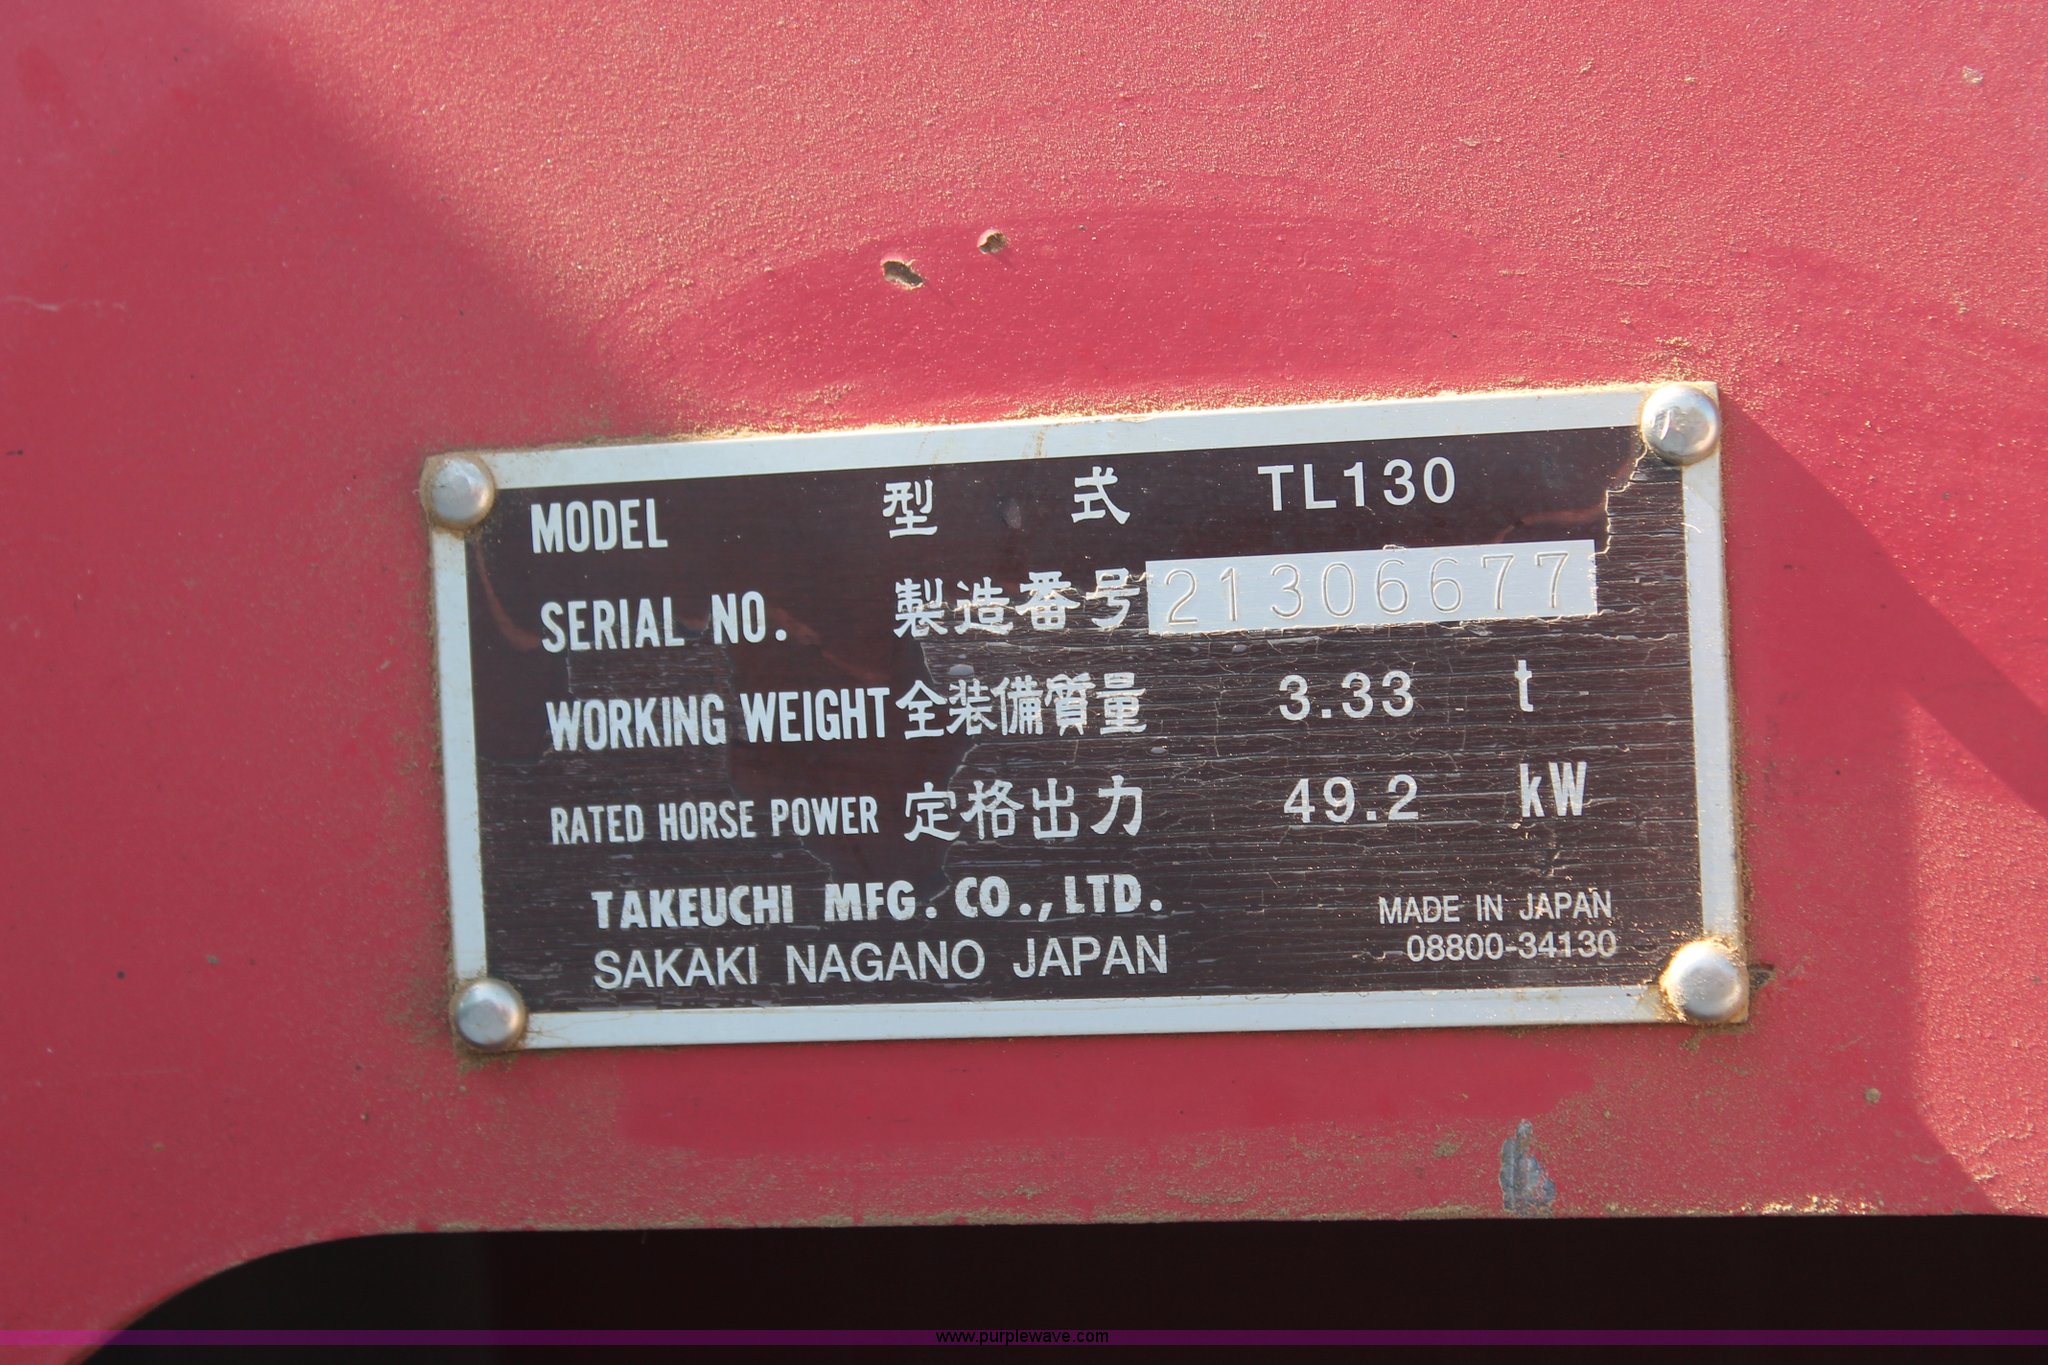 MODEL 型式 TL130
SERIAL NO. 製造番号 21306677
WORKING WEIGHT 全装備質量 3.33 t
RATED HORSE POWER 定格出力 49.2 kW
TAKEUCHI MFG. CO., LTD.
SAKAKI NAGANO JAPAN
MADE IN JAPAN
08800-34130
www.purplewave.com